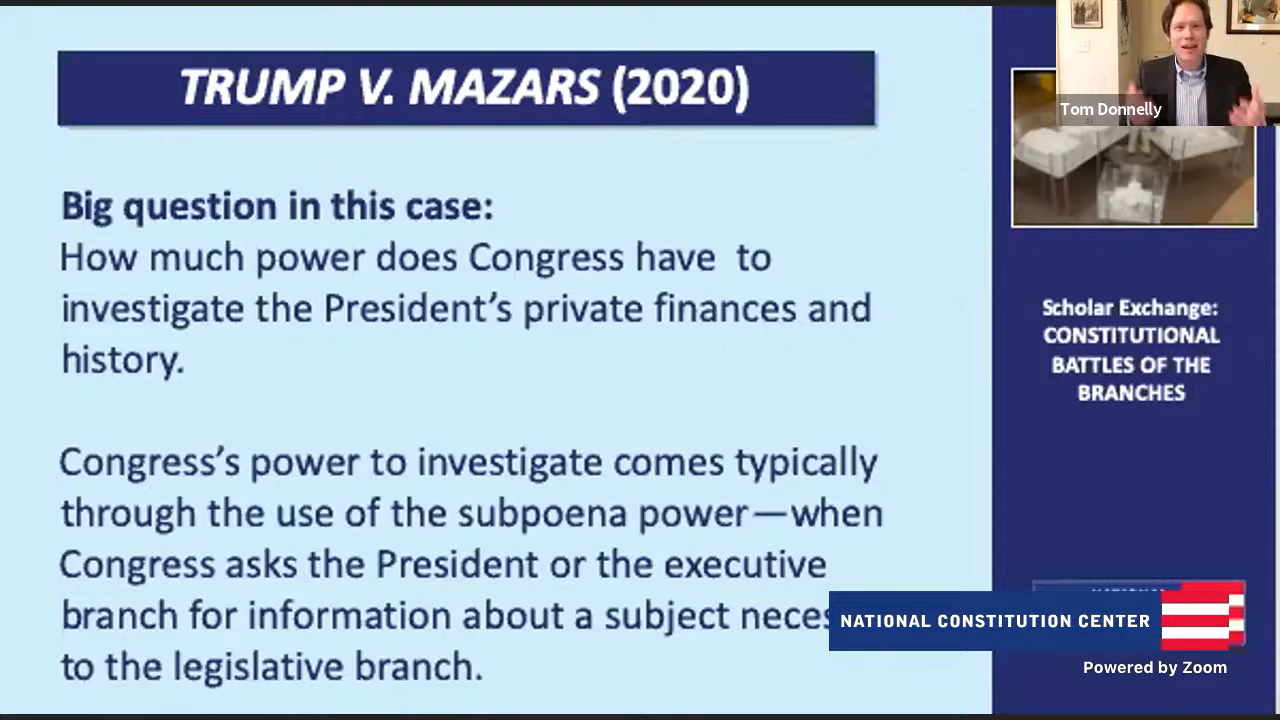 TRUMP V. MAZARS (2020)
Big question in this case:
How much power does Congress have to
investigate the President's private finances and
history.
Congress's power to investigate comes typically
through the use of the subpoena power—when
Congress asks the President or the executive
branch for information about a subject
to the legislative branch.
Tom Donnelly
Scholar Exchange:
CONSTITUTIONAL
BATTLES OF THE
BRANCHES
NATIONAL CONSTITUTION CENTER
Powered by Zoom